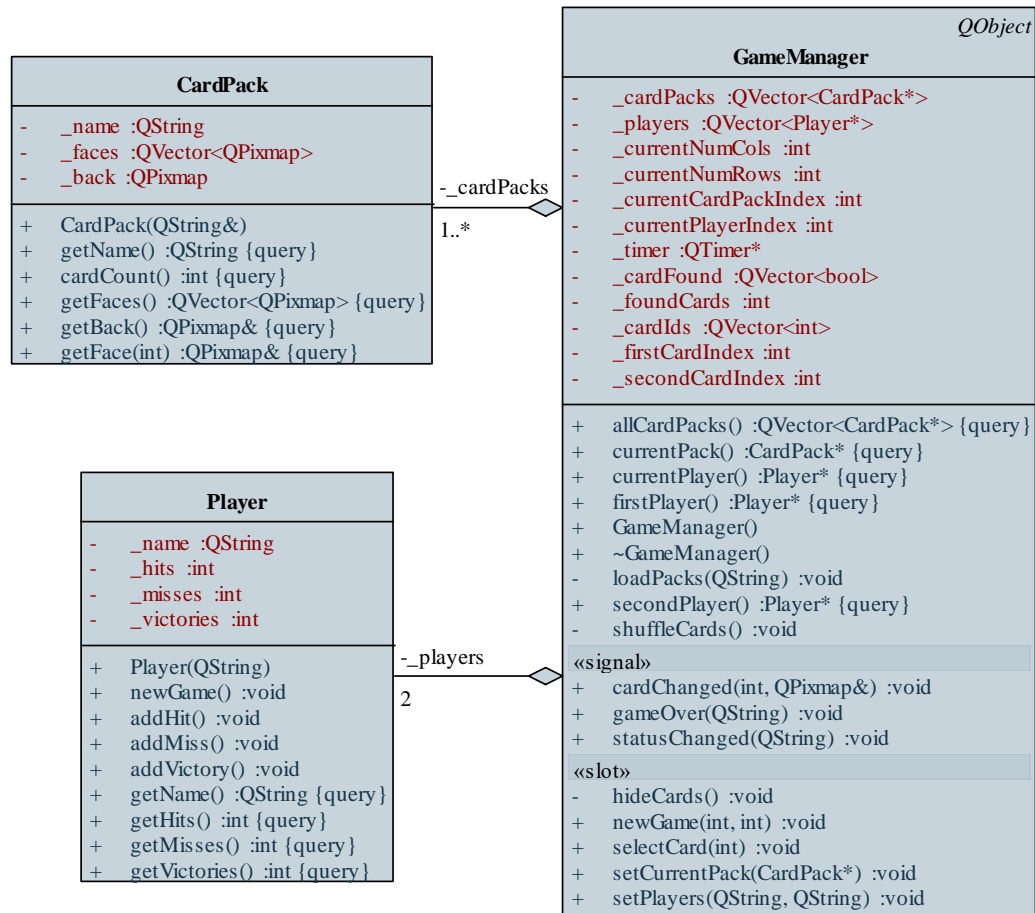 CardPack
- _name :QString
- _faces :QVector<QPixmap>
- _back :QPixmap
+ CardPack(QString&)
+ getName() :QString {query}
+ cardCount() :int {query}
+ getFaces() :QVector<QPixmap> {query}
+ getBack() :QPixmap& {query}
+ getFace(int) :QPixmap& {query}
-_cardPacks
1..*
Player
- _name :QString
- _hits :int
- _misses :int
- _victories :int
+ Player(QString)
+ newGame() :void
+ addHit() :void
+ addMiss() :void
+ addVictory() :void
+ getName() :QString {query}
+ getHits() :int {query}
+ getMisses() :int {query}
+ getVictories() :int {query}
-_players
2
QObject
GameManager
- _cardPacks :QVector<CardPack*>
- _players :QVector<Player*>
- _currentNumCols :int
- _currentNumRows :int
- _currentCardPackIndex :int
- _currentPlayerIndex :int
- _timer :QTimer*
- _cardFound :QVector<bool>
- _foundCards :int
- _cardIds :QVector<int>
- _firstCardIndex :int
- _secondCardIndex :int
+ allCardPacks() :QVector<CardPack*> {query}
+ currentPack() :CardPack* {query}
+ currentPlayer() :Player* {query}
+ firstPlayer() :Player* {query}
+ GameManager()
+ ~GameManager()
- loadPacks(QString) :void
+ secondPlayer() :Player* {query}
- shuffleCards() :void
«signal»
+ cardChanged(int, QPixmap&) :void
+ gameOver(QString) :void
+ statusChanged(QString) :void
«slot»
- hideCards() :void
+ newGame(int, int) :void
+ selectCard(int) :void
+ setCurrentPack(CardPack*) :void
+ setPlayers(QString, QString) :void